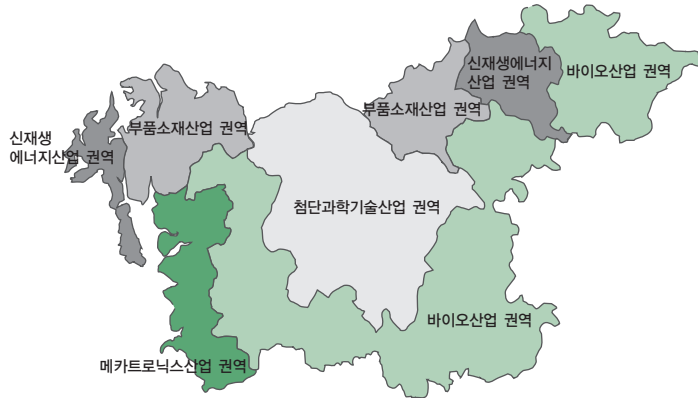 신재생에너지
산업 권역
바이오산업 권역
부품소재산업 권역
신재생
에너지산업 권역
부품소재산업 권역
첨단과학기술산업 권역
바이오산업 권역
메카트로닉스산업 권역